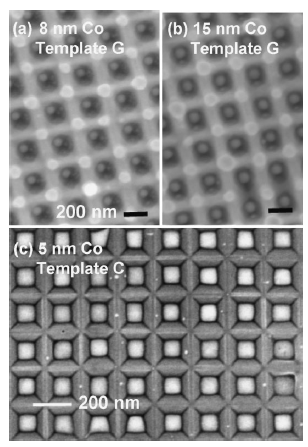 (a) 8 nm Co
Template G
200 nm
(b) 15 nm Co
Template G
(c) 5 nm Co
Template C
200 nm